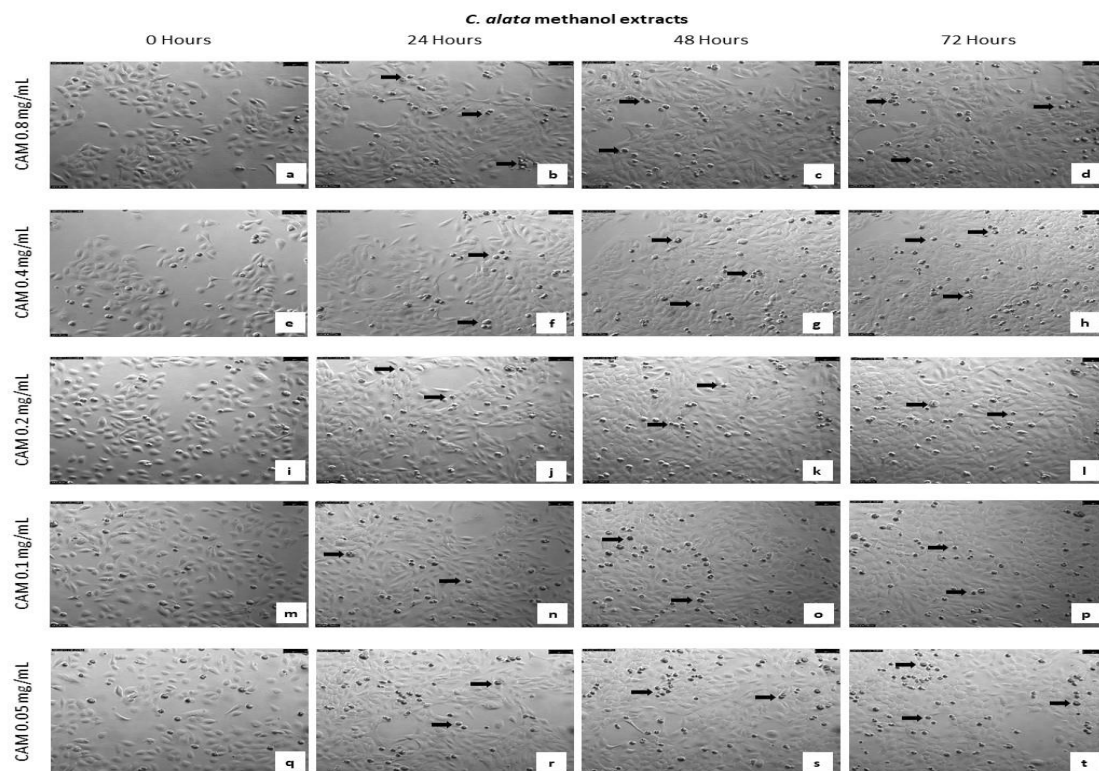 C. alata methanol extracts
0 Hours 24 Hours 48 Hours 72 Hours
CAM 0.8 mg/mL
a b c d
CAM 0.4 mg/mL
e f g h
CAM 0.2 mg/mL
i j k l
CAM 0.1 mg/mL
m n o p
CAM 0.05 mg/mL
q r s t